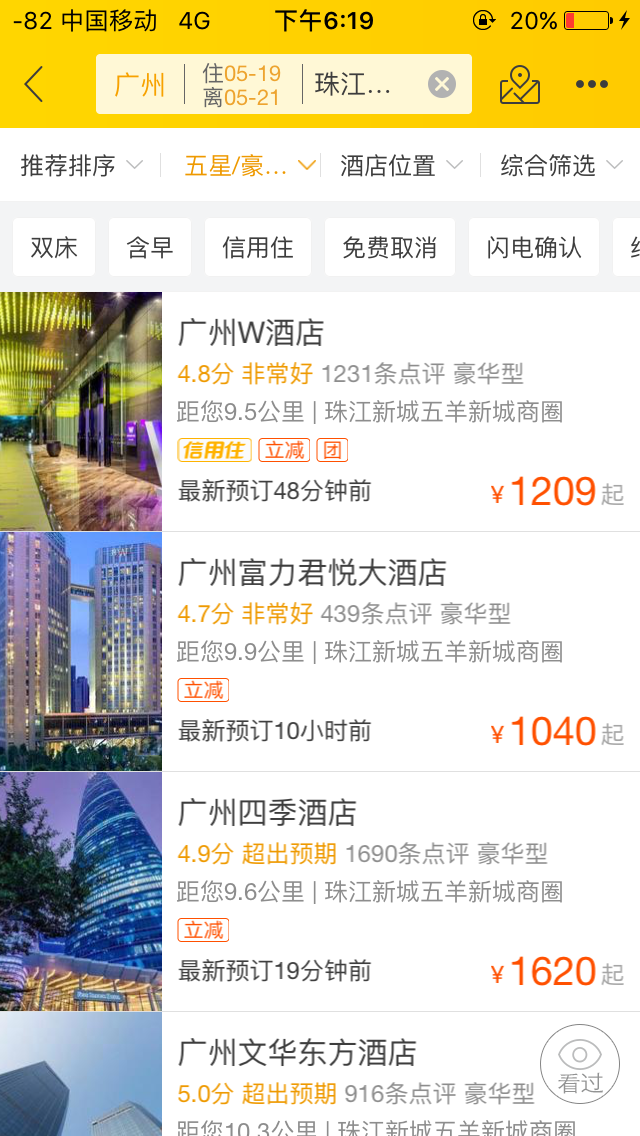 -82 中国移动 4G 下午6:19 20%
广州 住05-19 离05-21 珠江...
推荐排序 五星/豪... 酒店位置 综合筛选
双床 含早 信用住 免费取消 闪电确认
广州W酒店
4.8分 非常好 1231条点评 豪华型
距您9.5公里 | 珠江新城五羊新城商圈
信用住 立减 团
最新预订48分钟前 ¥1209起
广州富力君悦大酒店
4.7分 非常好 439条点评 豪华型
距您9.9公里 | 珠江新城五羊新城商圈
立减
最新预订10小时前 ¥1040起
广州四季酒店
4.9分 超出预期 1690条点评 豪华型
距您9.6公里 | 珠江新城五羊新城商圈
立减
最新预订19分钟前 ¥1620起
广州文华东方酒店
5.0分 超出预期 916条点评 豪华型
看过
距您10.3公里 | 珠江新城五羊新城商圈